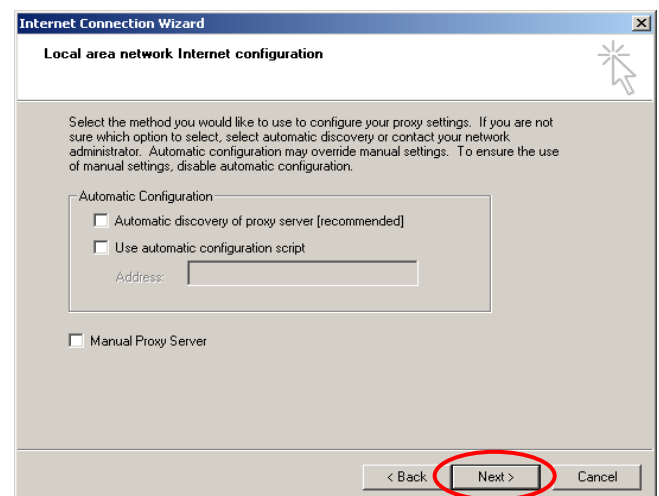 Internet Connection Wizard
Local area network Internet configuration
Select the method you would like to use to configure your proxy settings. If you are not
sure which option to select, select automatic discovery or contact your network
administrator. Automatic configuration may override manual settings. To ensure the use
of manual settings, disable automatic configuration.
Automatic Configuration
Automatic discovery of proxy server [recommended]
Use automatic configuration script
Address:
Manual Proxy Server
< Back Next > Cancel